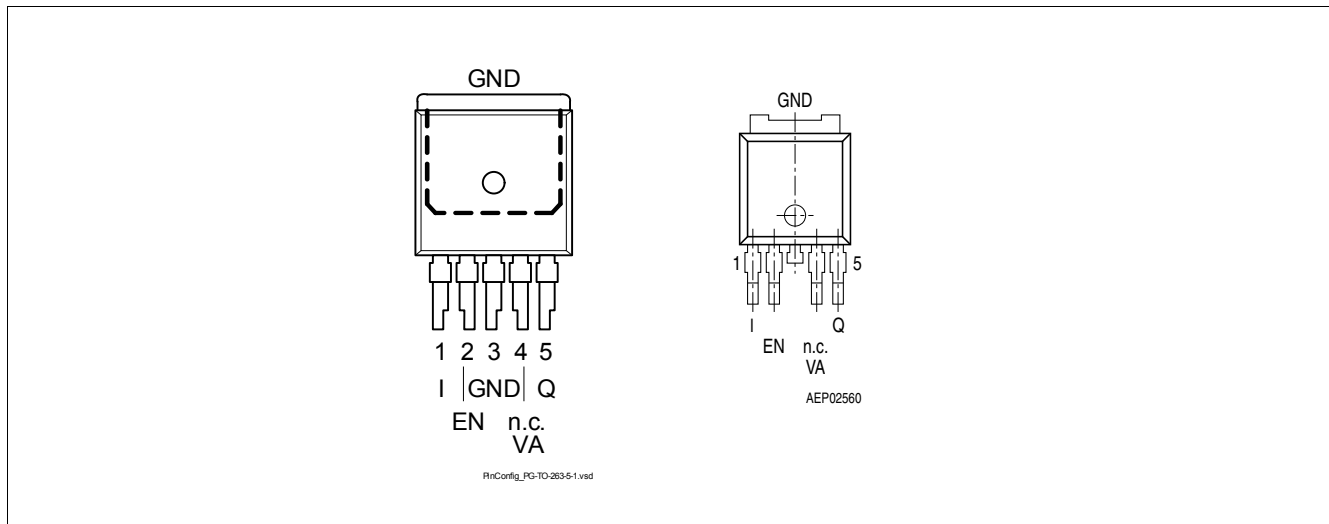 GND
1 2 3 4 5
I GND Q
EN n.c.
VA
PinConfig_PG-TO-263-5-1.vsd
GND
1 5
I Q
EN n.c.
VA
AEP02560